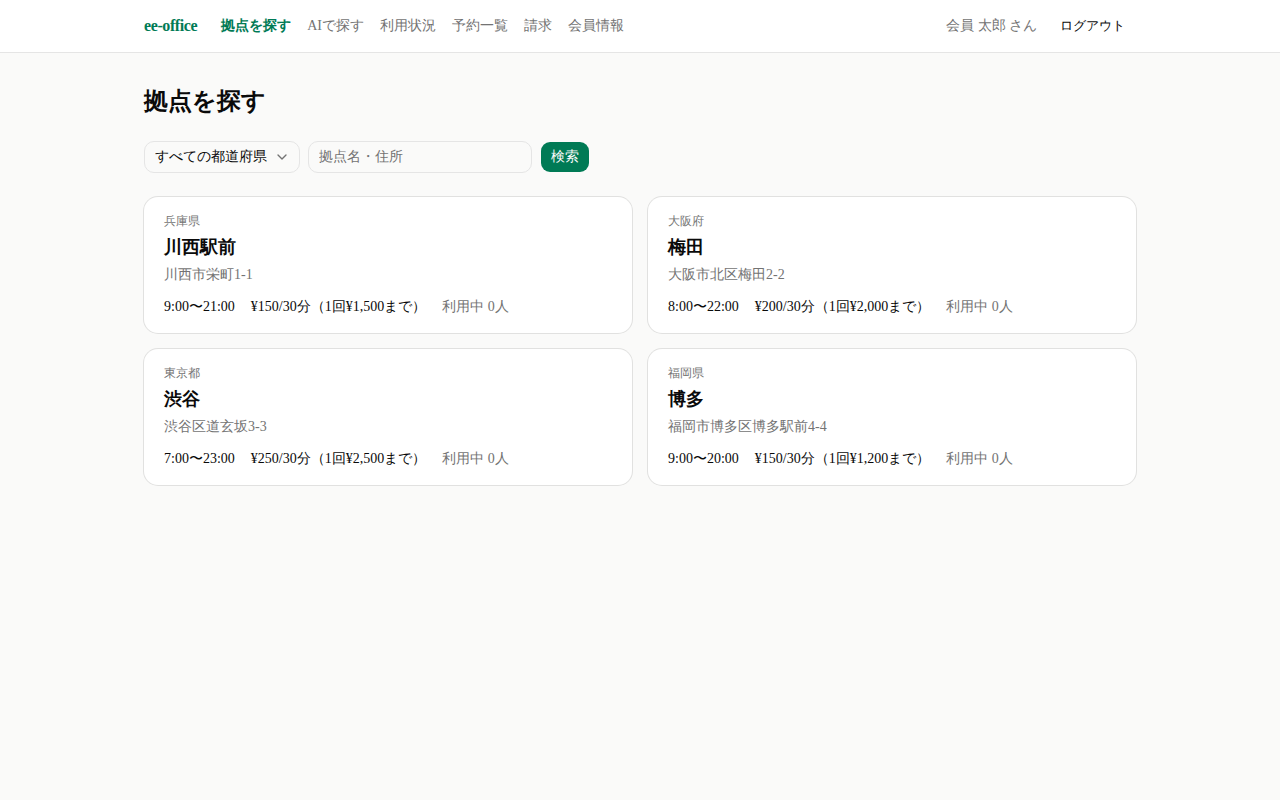 ee-office 拠点を探す AIで探す 利用状況 予約一覧 請求 会員情報 会員 太郎 さん ログアウト
拠点を探す
すべての都道府県 拠点名・住所 検索
兵庫県
川西駅前
川西市栄町1-1
9:00〜21:00 ¥150/30分（1回¥1,500まで） 利用中 0人
大阪府
梅田
大阪市北区梅田2-2
8:00〜22:00 ¥200/30分（1回¥2,000まで） 利用中 0人
東京都
渋谷
渋谷区道玄坂3-3
7:00〜23:00 ¥250/30分（1回¥2,500まで） 利用中 0人
福岡県
博多
福岡市博多区博多駅前4-4
9:00〜20:00 ¥150/30分（1回¥1,200まで） 利用中 0人